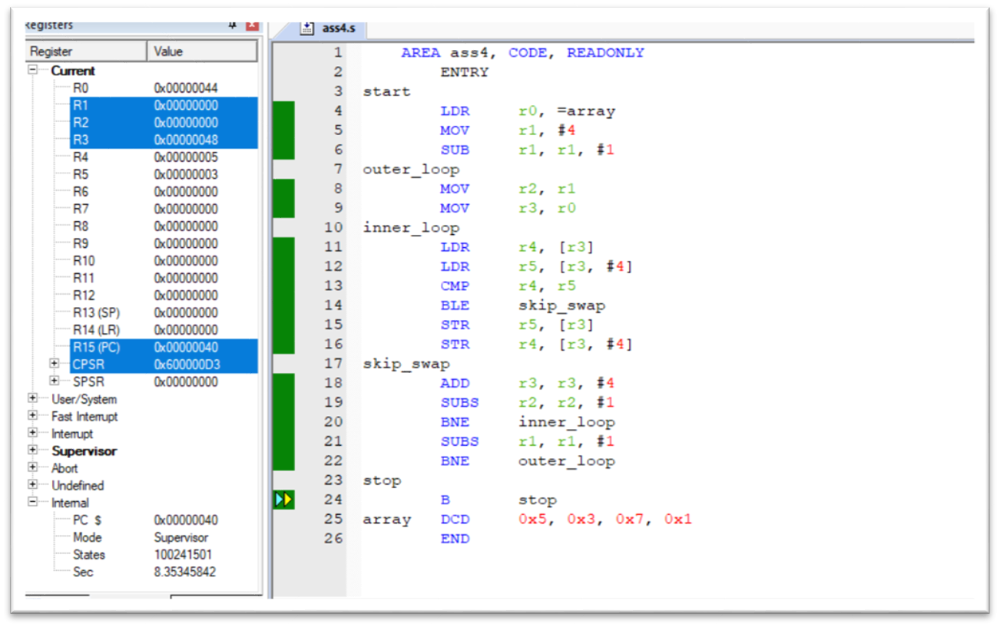 Registers
ass4.s
Register Value
Current
R0 0x00000044
R1 0x00000000
R2 0x00000000
R3 0x00000048
R4 0x00000005
R5 0x00000003
R6 0x00000000
R7 0x00000000
R8 0x00000000
R9 0x00000000
R10 0x00000000
R11 0x00000000
R12 0x00000000
R13 (SP) 0x00000000
R14 (LR) 0x00000000
R15 (PC) 0x00000040
CPSR 0x600000D3
SPSR 0x00000000
User/System
Fast Interrupt
Interrupt
Supervisor
Abort
Undefined
Internal
PC $ 0x00000040
Mode Supervisor
States 100241501
Sec 8.35345842
1 AREA ass4, CODE, READONLY
2 ENTRY
3 start
4 LDR r0, =array
5 MOV r1, #4
6 SUB r1, r1, #1
7 outer_loop
8 MOV r2, r1
9 MOV r3, r0
10 inner_loop
11 LDR r4, [r3]
12 LDR r5, [r3, #4]
13 CMP r4, r5
14 BLE skip_swap
15 STR r5, [r3]
16 STR r4, [r3, #4]
17 skip_swap
18 ADD r3, r3, #4
19 SUBS r2, r2, #1
20 BNE inner_loop
21 SUBS r1, r1, #1
22 BNE outer_loop
23 stop
24 B stop
25 array DCD 0x5, 0x3, 0x7, 0x1
26 END